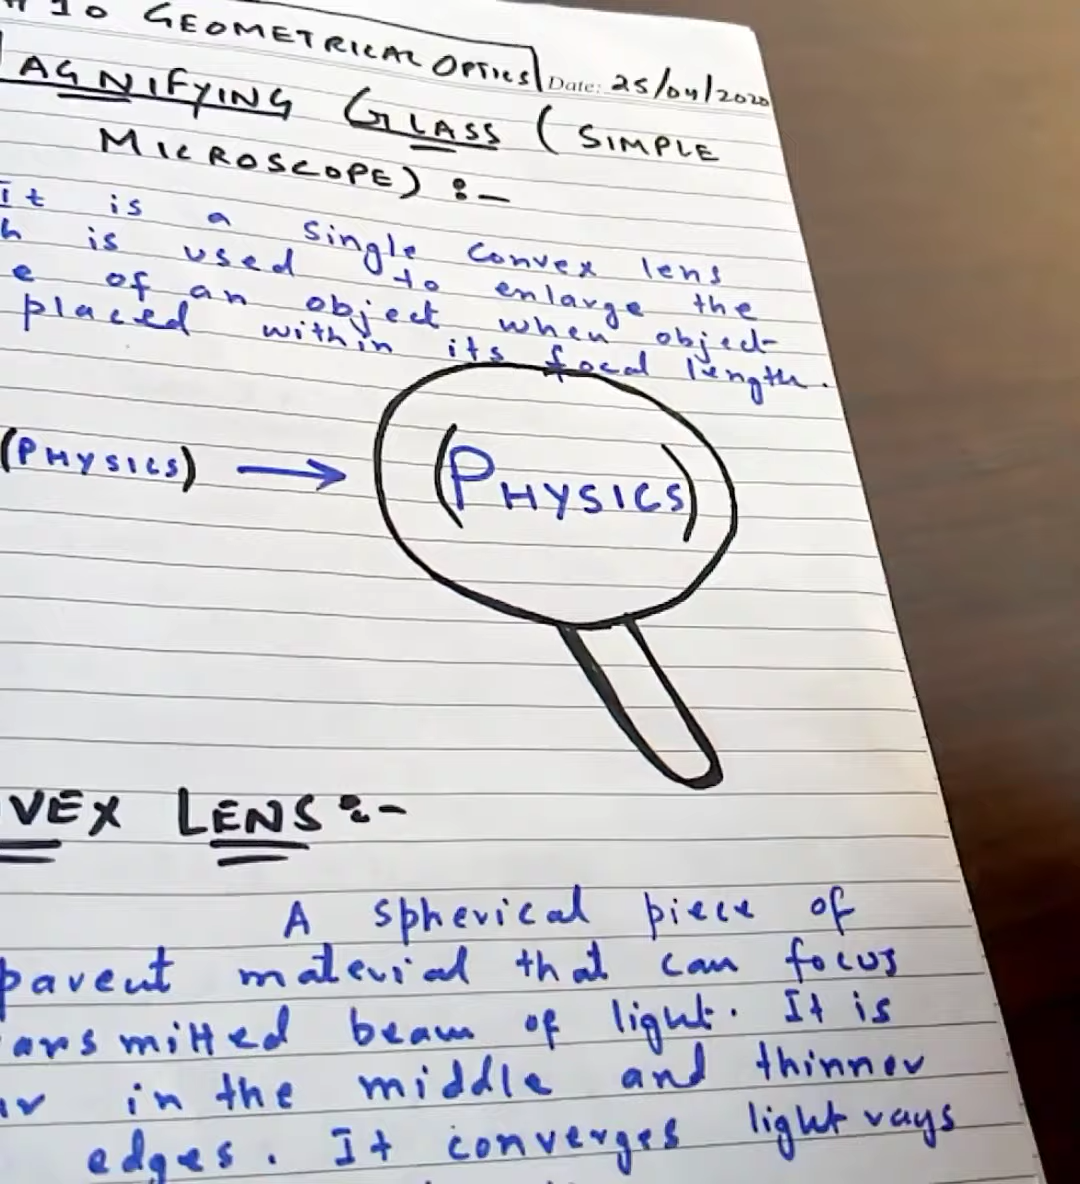 10 GEOMETRICAL OPTICS Date: 25/04/2020
AGNIFYING GLASS (SIMPLE
MICROSCOPE) :-
It is a single convex lens
h is used to enlarge the
e of an object when object
placed within its focal length.
(PHYSICS) → (PHYSICS)
VEX LENS :-
A spherical piece of
parent material that can focus
ansmitted beam of light. It is
er in the middle and thinner
edges. It converges light rays